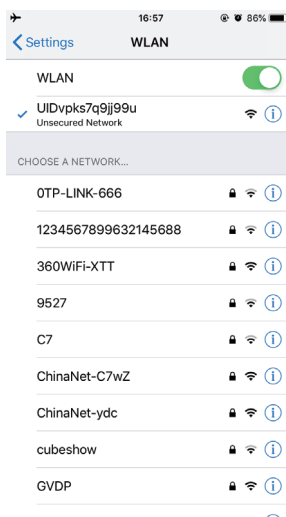 16:57
86%
Settings
WLAN
WLAN
UIDvpks7q9jj99u
Unsecured Network
CHOOSE A NETWORK...
0TP-LINK-666
1234567899632145688
360WiFi-XTT
9527
C7
ChinaNet-C7wZ
ChinaNet-ydc
cubeshow
GVDP